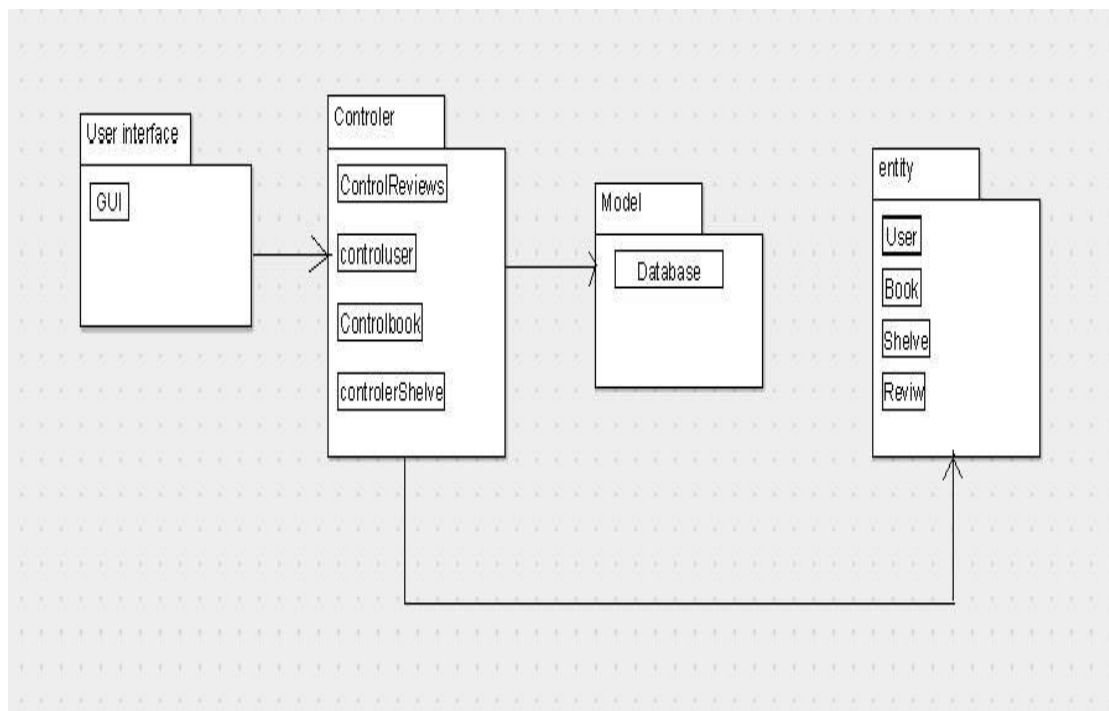 User interface
GUI
Controler
ControlReviews
controluser
Controlbook
controlerShelve
Model
Database
entity
User
Book
Shelve
Reviw